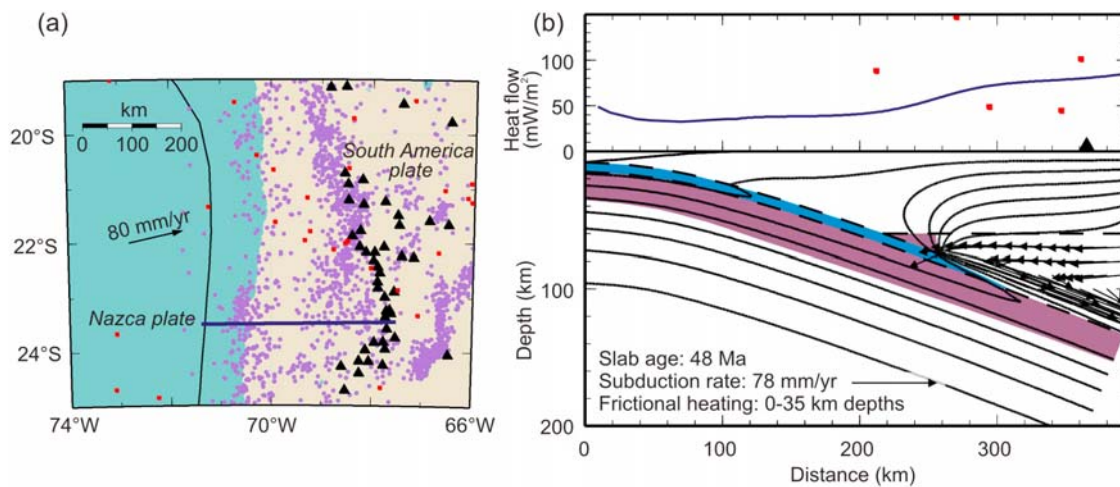 (a)
km
0 100 200
20°S
22°S
24°S
74°W
70°W
66°W
South America
plate
80 mm/yr
Nazca plate
(b)
Heat flow
(mW/m²)
100
50
0
Depth (km)
100
200
Slab age: 48 Ma
Subduction rate: 78 mm/yr
Frictional heating: 0-35 km depths
0 100 200 300
Distance (km)